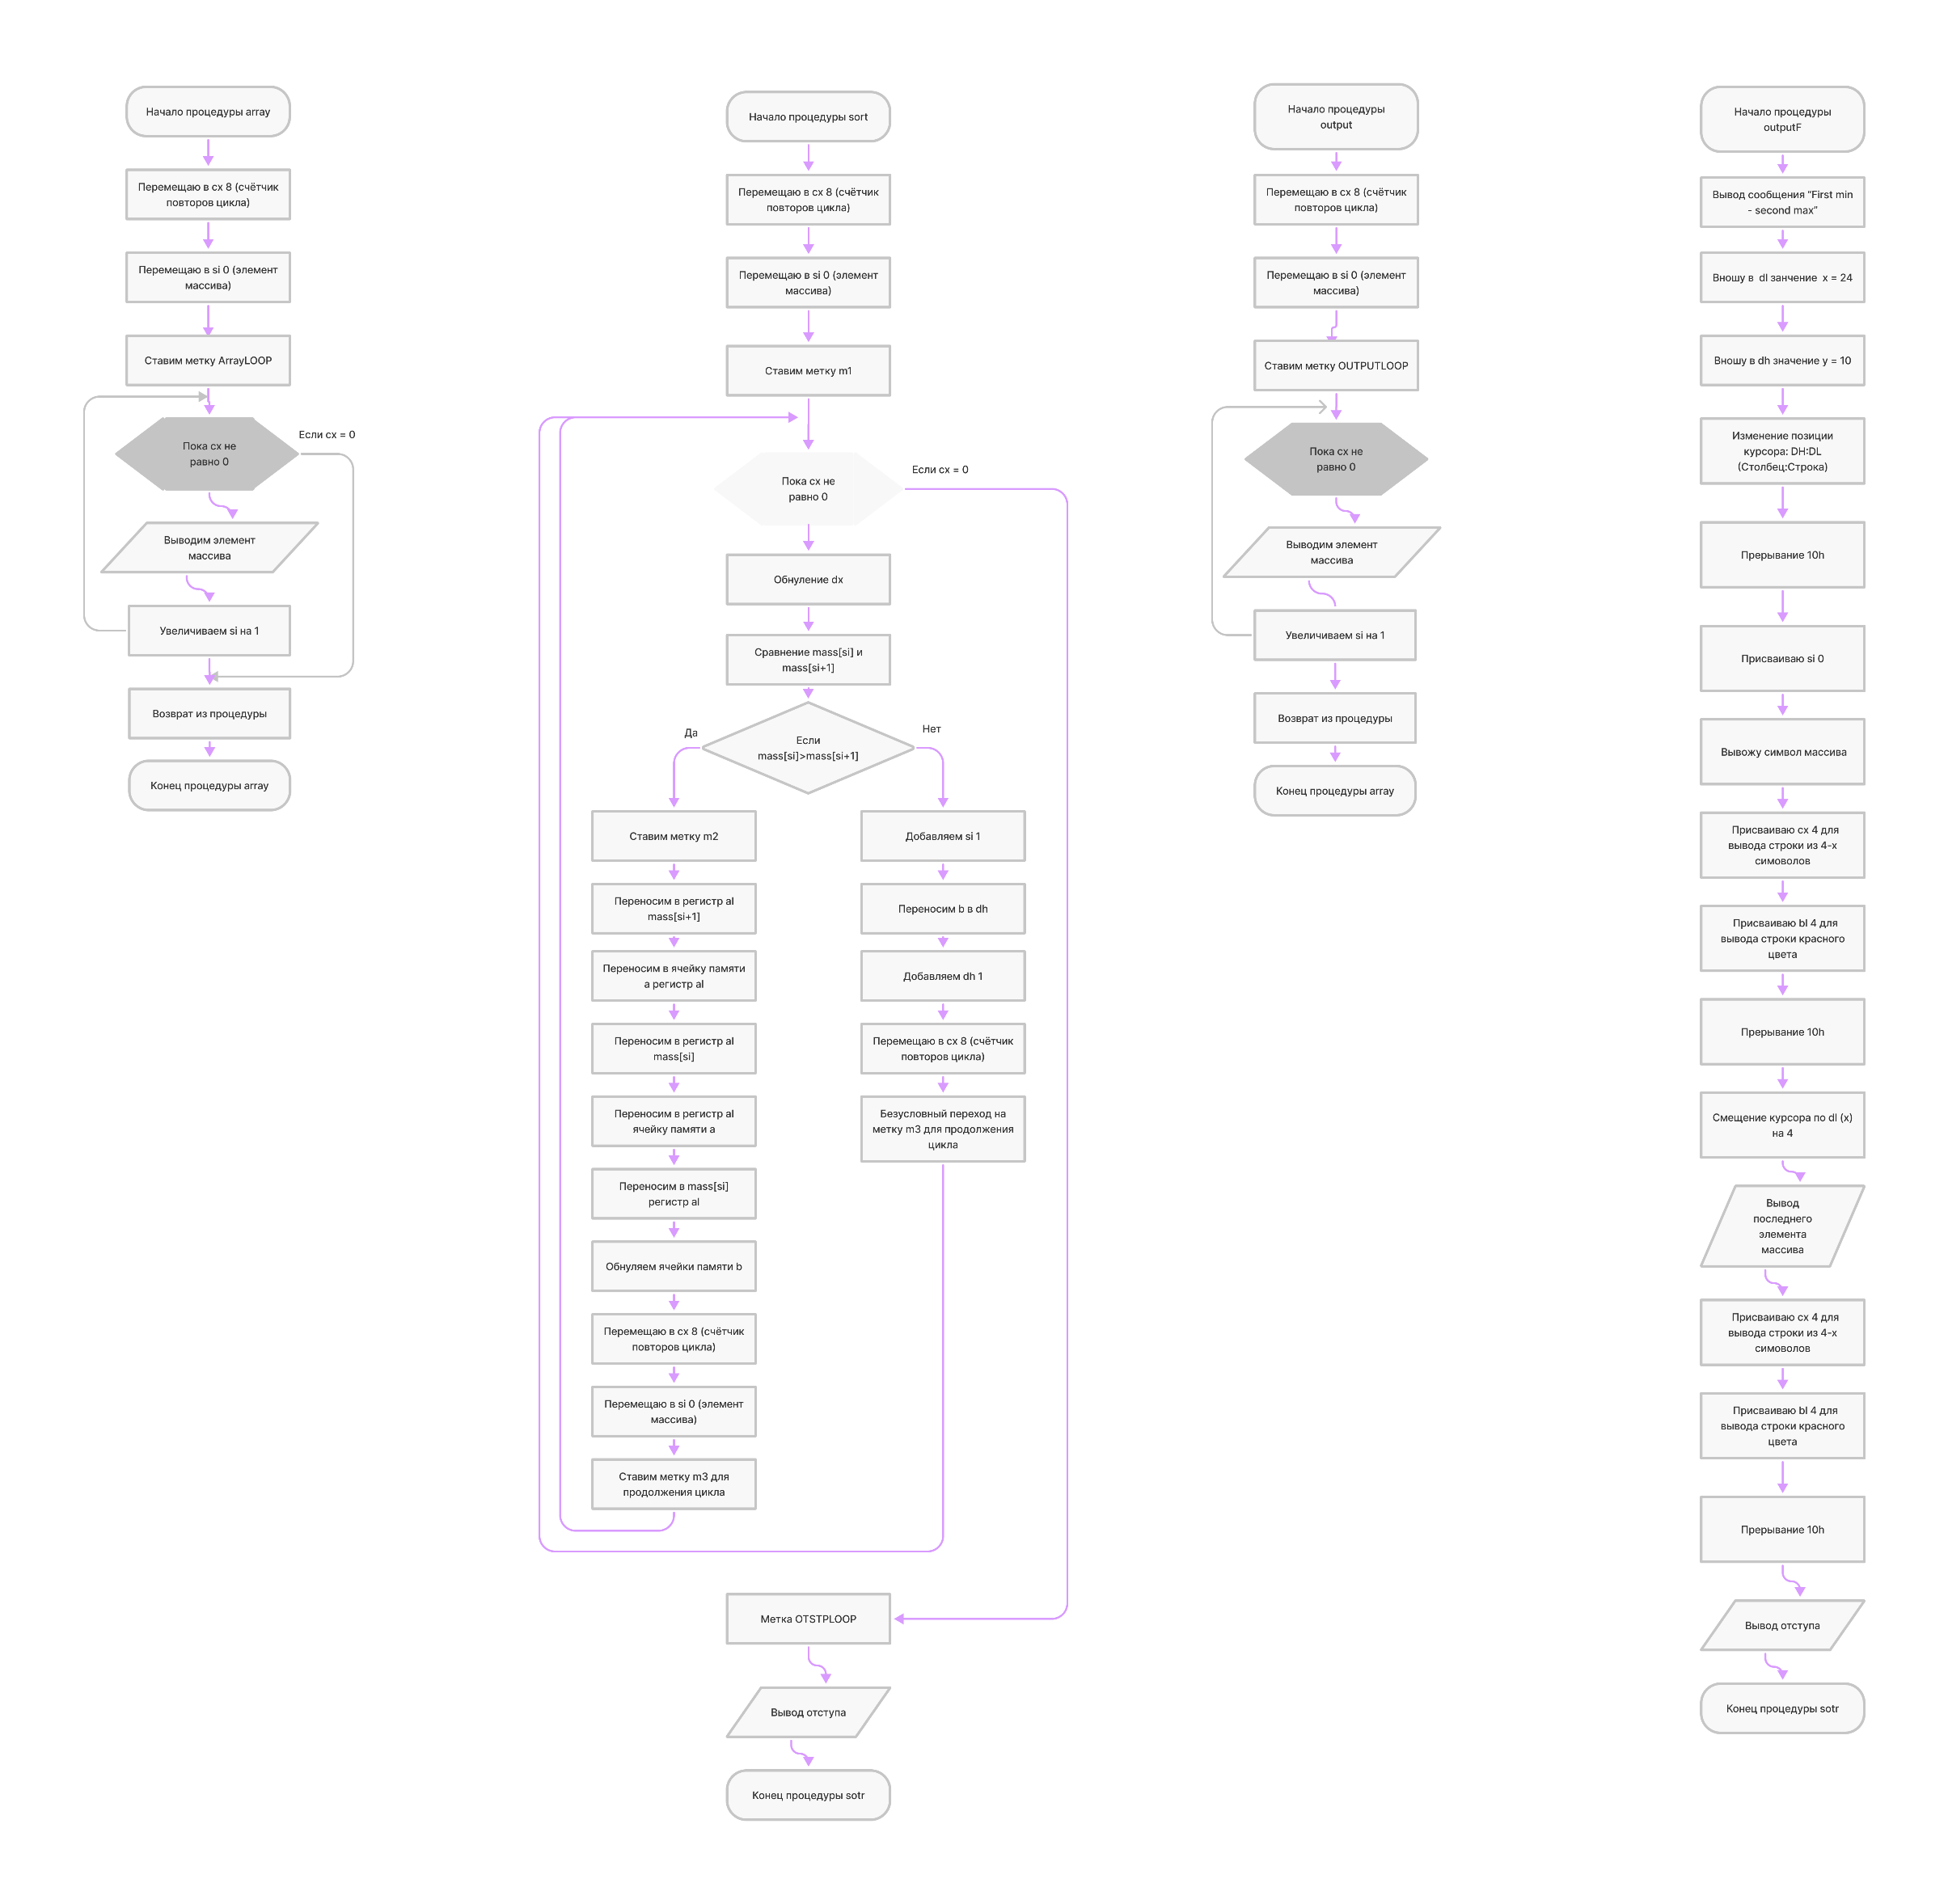 Начало процедуры array
Перемещаю в cx 8 (счётчик
повторов цикла)
Перемещаю в si 0 (элемент
массива)
Ставим метку ArrayLOOP
Пока cx не
равно 0
Если cx = 0
Выводим элемент
массива
Увеличиваем si на 1
Возврат из процедуры
Конец процедуры array
Начало процедуры sort
Перемещаю в cx 8 (счётчик
повторов цикла)
Перемещаю в si 0 (элемент
массива)
Ставим метку m1
Пока cx не
равно 0
Если cx = 0
Обнуление dx
Сравнение mass[si] и
mass[si+1]
Если
mass[si]>mass[si+1]
Да
Нет
Ставим метку m2
Переносим в регистр al
mass[si+1]
Переносим в ячейку памяти
a регистр al
Переносим в регистр al
mass[si]
Переносим в регистр al
ячейку памяти a
Переносим в mass[si]
регистр al
Обнуляем ячейки памяти b
Перемещаю в cx 8 (счётчик
повторов цикла)
Перемещаю в si 0 (элемент
массива)
Ставим метку m3 для
продолжения цикла
Добавляем si 1
Переносим b в dh
Добавляем dh 1
Перемещаю в cx 8 (счётчик
повторов цикла)
Безусловный переход на
метку m3 для продолжения
цикла
Метка OTSTPLOOP
Вывод отступа
Конец процедуры sotr
Начало процедуры
output
Перемещаю в cx 8 (счётчик
повторов цикла)
Перемещаю в si 0 (элемент
массива)
Ставим метку OUTPUTLOOP
Пока cx не
равно 0
Выводим элемент
массива
Увеличиваем si на 1
Возврат из процедуры
Конец процедуры array
Начало процедуры
outputF
Вывод сообщения "First min
- second max"
Вношу в  dl занчение  x = 24
Вношу в dh значение y = 10
Изменение позиции
курсора: DH:DL
(Столбец:Строка)
Прерывание 10h
Присваиваю si 0
Вывожу символ массива
Присваиваю cx 4 для
вывода строки из 4-х
симоволов
Присваиваю bl 4 для
вывода строки красного
цвета
Прерывание 10h
Смещение курсора по dl (x)
на 4
Вывод
последнего
элемента
массива
Присваиваю cx 4 для
вывода строки из 4-х
симоволов
Присваиваю bl 4 для
вывода строки красного
цвета
Прерывание 10h
Вывод отступа
Конец процедуры sotr